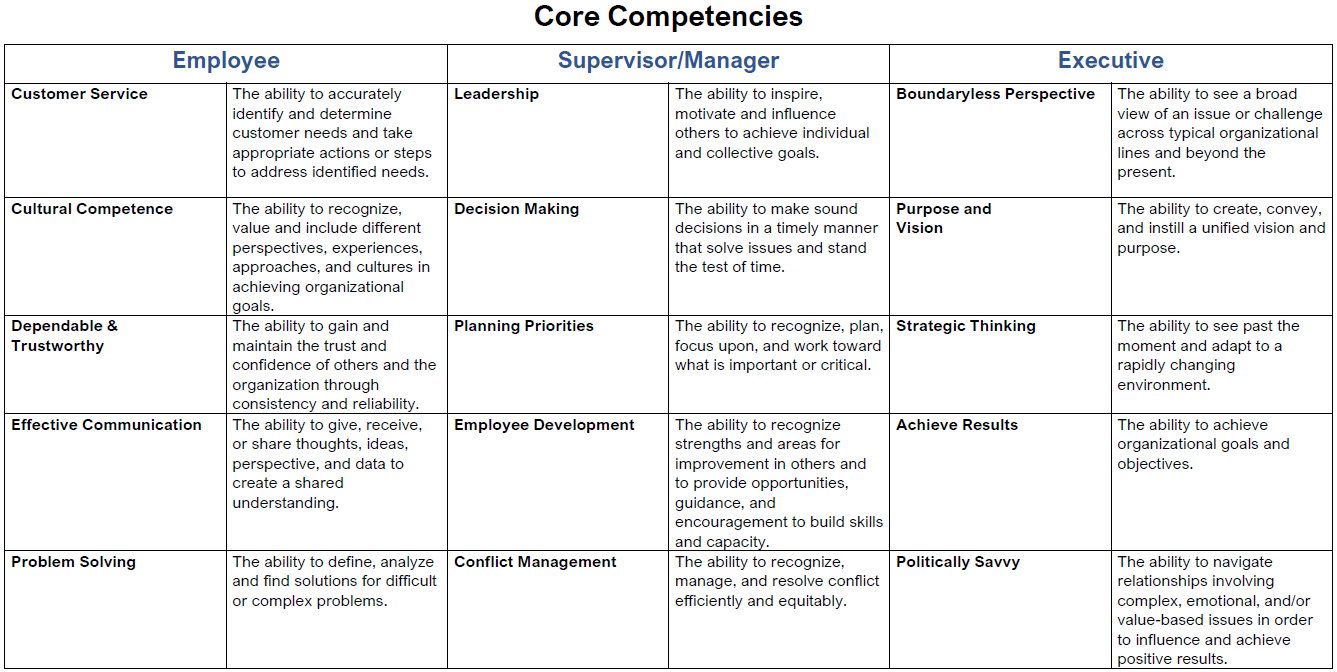 Core Competencies
Employee
Supervisor/Manager
Executive
Customer Service
The ability to accurately
identify and determine
customer needs and take
appropriate actions or steps
to address identified needs.
Leadership
The ability to inspire,
motivate and influence
others to achieve individual
and collective goals.
Boundaryless Perspective
The ability to see a broad
view of an issue or challenge
across typical organizational
lines and beyond the
present.
Cultural Competence
The ability to recognize,
value and include different
perspectives, experiences,
approaches, and cultures in
achieving organizational
goals.
Decision Making
The ability to make sound
decisions in a timely manner
that solve issues and stand
the test of time.
Purpose and
Vision
The ability to create, convey,
and instill a unified vision and
purpose.
Dependable &
Trustworthy
The ability to gain and
maintain the trust and
confidence of others and the
organization through
consistency and reliability.
Planning Priorities
The ability to recognize, plan,
focus upon, and work toward
what is important or critical.
Strategic Thinking
The ability to see past the
moment and adapt to a
rapidly changing
environment.
Effective Communication
The ability to give, receive,
or share thoughts, ideas,
perspective, and data to
create a shared
understanding.
Employee Development
The ability to recognize
strengths and areas for
improvement in others and
to provide opportunities,
guidance, and
encouragement to build skills
and capacity.
Achieve Results
The ability to achieve
organizational goals and
objectives.
Problem Solving
The ability to define, analyze
and find solutions for difficult
or complex problems.
Conflict Management
The ability to recognize,
manage, and resolve conflict
efficiently and equitably.
Politically Savvy
The ability to navigate
relationships involving
complex, emotional, and/or
value-based issues in order
to influence and achieve
positive results.